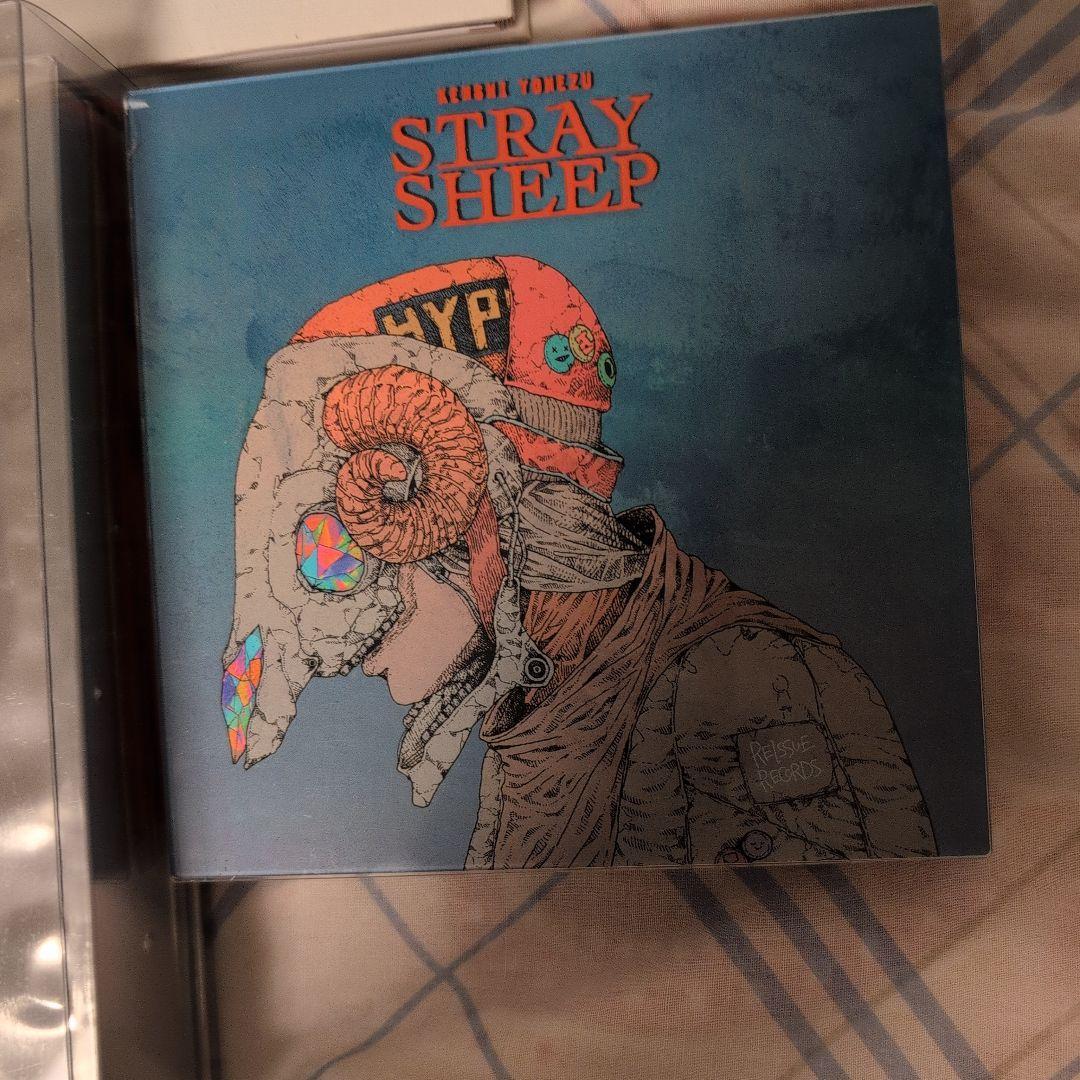 KENSHI YONEZU
STRAY
SHEEP
HYP
REISSUE
RECORDS